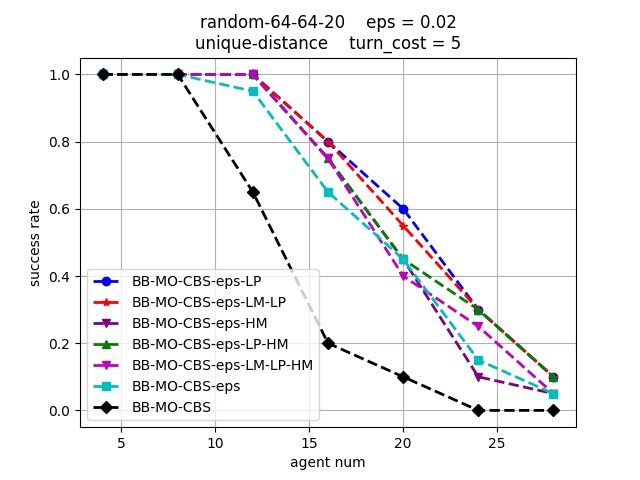 random-64-64-20    eps = 0.02
unique-distance    turn_cost = 5
success rate
1.0
0.8
0.6
0.4
0.2
0.0
BB-MO-CBS-eps-LP
BB-MO-CBS-eps-LM-LP
BB-MO-CBS-eps-HM
BB-MO-CBS-eps-LP-HM
BB-MO-CBS-eps-LM-LP-HM
BB-MO-CBS-eps
BB-MO-CBS
5 10 15 20 25
agent num